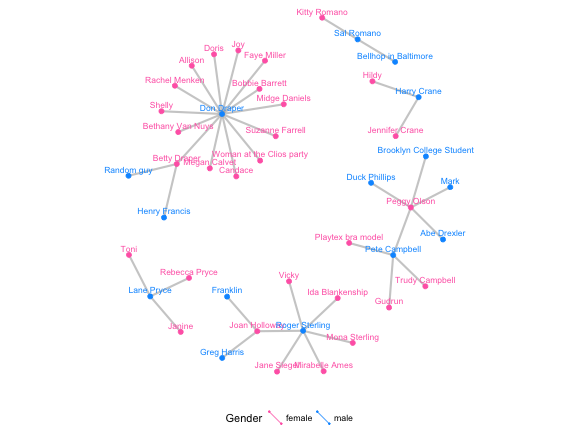 Kitty Romano
Sal Romano
Bellhop in Baltimore
Joy
Doris
Faye Miller
Allison
Hildy
Rachel Menken
Bobbie Barrett
Harry Crane
Midge Daniels
Shelly
Don Draper
Bethany Van Nuys
Suzanne Farrell
Jennifer Crane
Brooklyn College Student
Betty Draper
Woman at the Clios party
Megan Calvet
Random guy
Candace
Duck Phillips
Mark
Peggy Olson
Henry Francis
Abe Drexler
Playtex bra model
Toni
Pete Campbell
Rebecca Pryce
Vicky
Trudy Campbell
Lane Pryce
Franklin
Ida Blankenship
Gudrun
Janine
Joan Holloway
Roger Sterling
Mona Sterling
Greg Harris
Jane Siegel
Mirabelle Ames
Gender female male